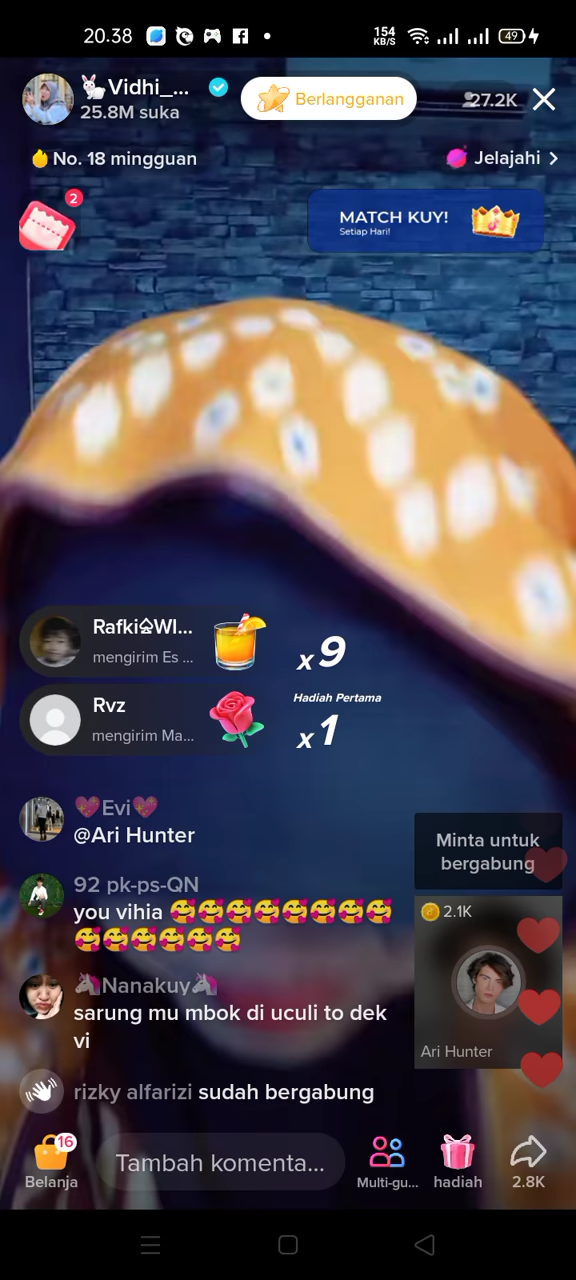 20.38
154
KB/S
49
🐇Vidhi_...
25.8M suka
Berlangganan
27.2K
No. 18 mingguan
Jelajahi >
2
MATCH KUY!
Setiap Hari!
Rafki♤WI...
mengirim Es ...
x9
Rvz
mengirim Ma...
Hadiah Pertama
x1
💖Evi💖
@Ari Hunter
Minta untuk
bergabung
92 pk-ps-QN
you vihia 🥰🥰🥰🥰🥰🥰🥰🥰
🥰🥰🥰🥰🥰🥰
2.1K
🦄Nanakuy🦄
sarung mu mbok di uculi to dek
vi
Ari Hunter
rizky alfarizi sudah bergabung
16
Belanja
Tambah komenta...
Multi-gu...
hadiah
2.8K